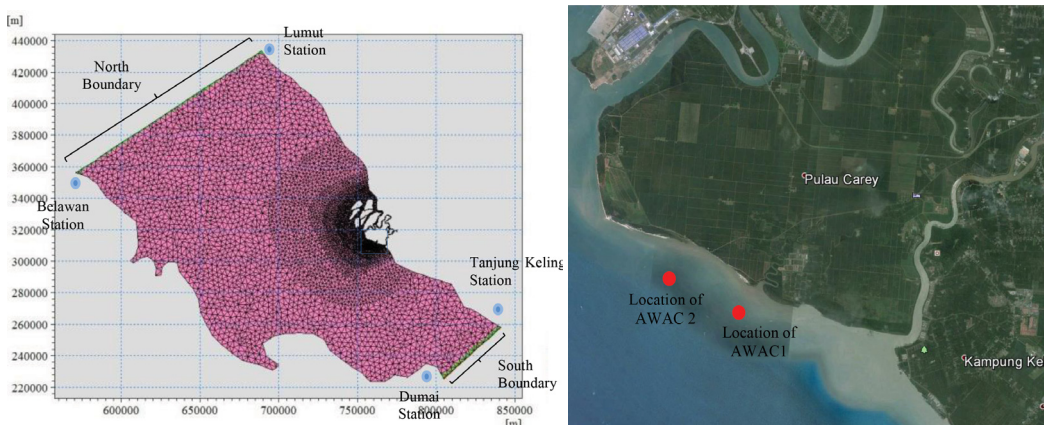 [m]
440000
420000
400000
380000
360000
340000
320000
300000
280000
260000
240000
220000
600000
650000
700000
750000
800000
850000
[m]
Lumut
Station
North
Boundary
Belawan
Station
Tanjung Keling
Station
South
Boundary
Dumai
Station
Pulau Carey
Location of
AWAC 2
Location of
AWAC1
Kampung Ke